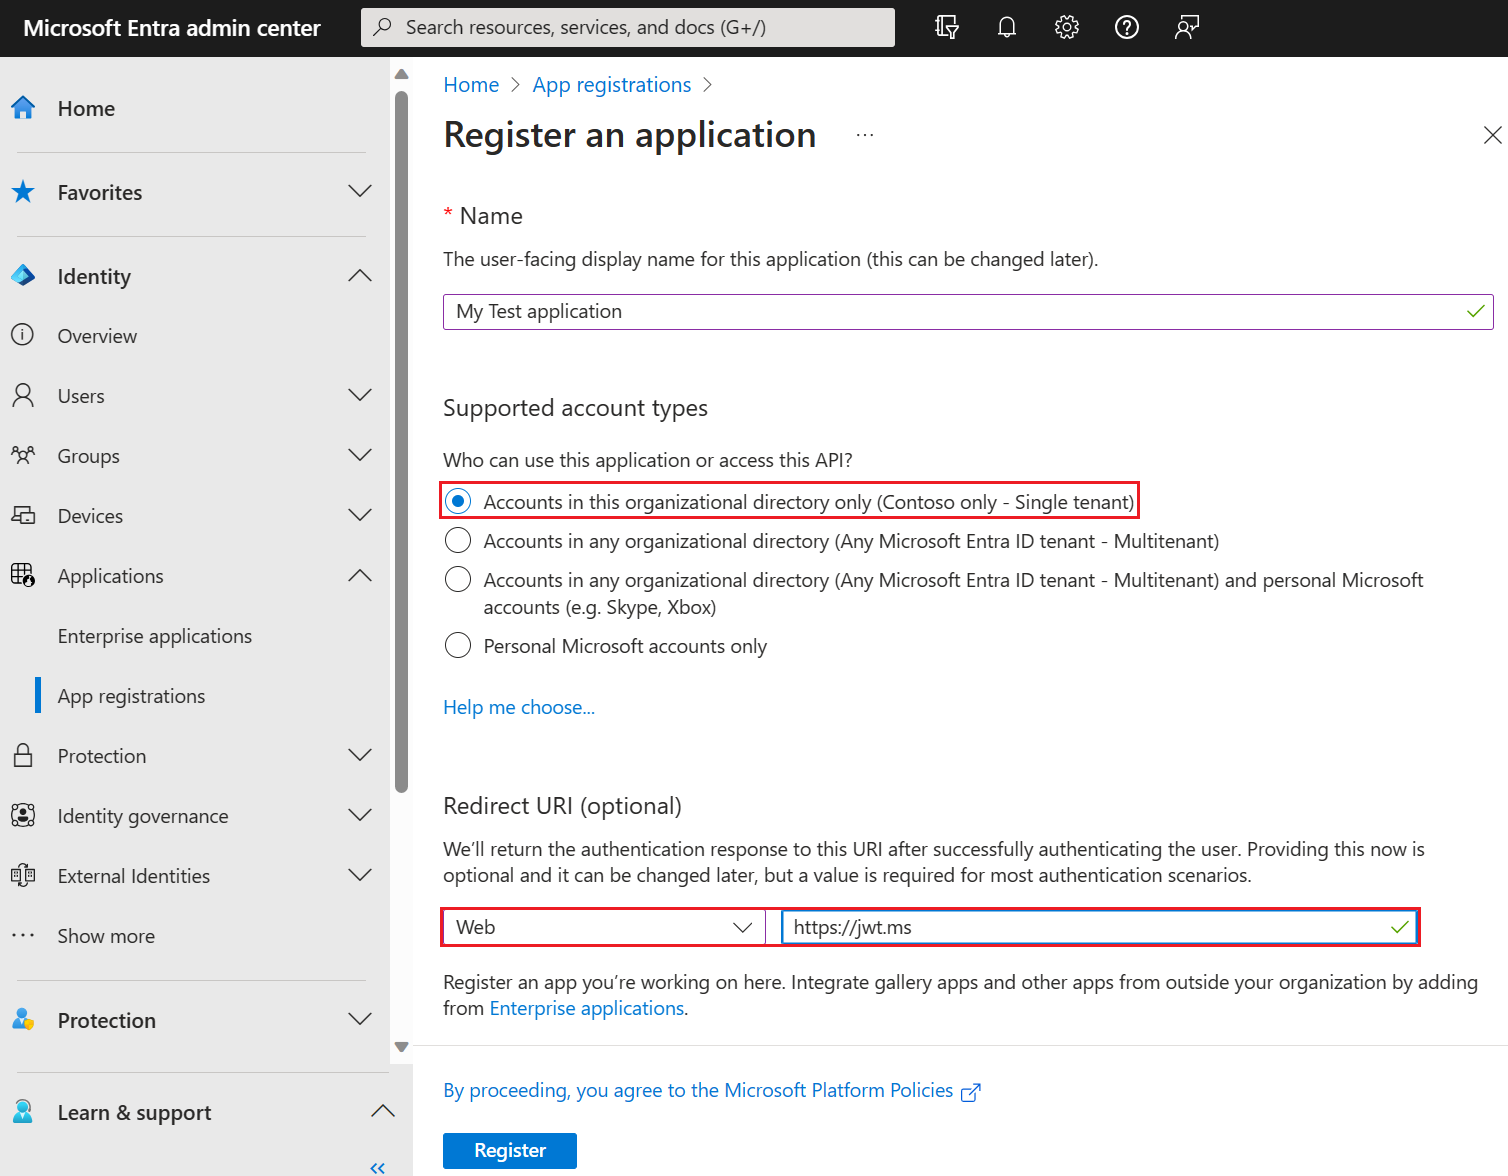 Microsoft Entra admin center
Search resources, services, and docs (G+/)
Home
Favorites
Identity
Overview
Users
Groups
Devices
Applications
Enterprise applications
App registrations
Protection
Identity governance
External Identities
Show more
Protection
Learn & support
Home > App registrations >
Register an application
* Name
The user-facing display name for this application (this can be changed later).
My Test application
Supported account types
Who can use this application or access this API?
Accounts in this organizational directory only (Contoso only - Single tenant)
Accounts in any organizational directory (Any Microsoft Entra ID tenant - Multitenant)
Accounts in any organizational directory (Any Microsoft Entra ID tenant - Multitenant) and personal Microsoft
accounts (e.g. Skype, Xbox)
Personal Microsoft accounts only
Help me choose...
Redirect URI (optional)
We’ll return the authentication response to this URI after successfully authenticating the user. Providing this now is
optional and it can be changed later, but a value is required for most authentication scenarios.
Web
https://jwt.ms
Register an app you’re working on here. Integrate gallery apps and other apps from outside your organization by adding
from Enterprise applications.
By proceeding, you agree to the Microsoft Platform Policies
Register